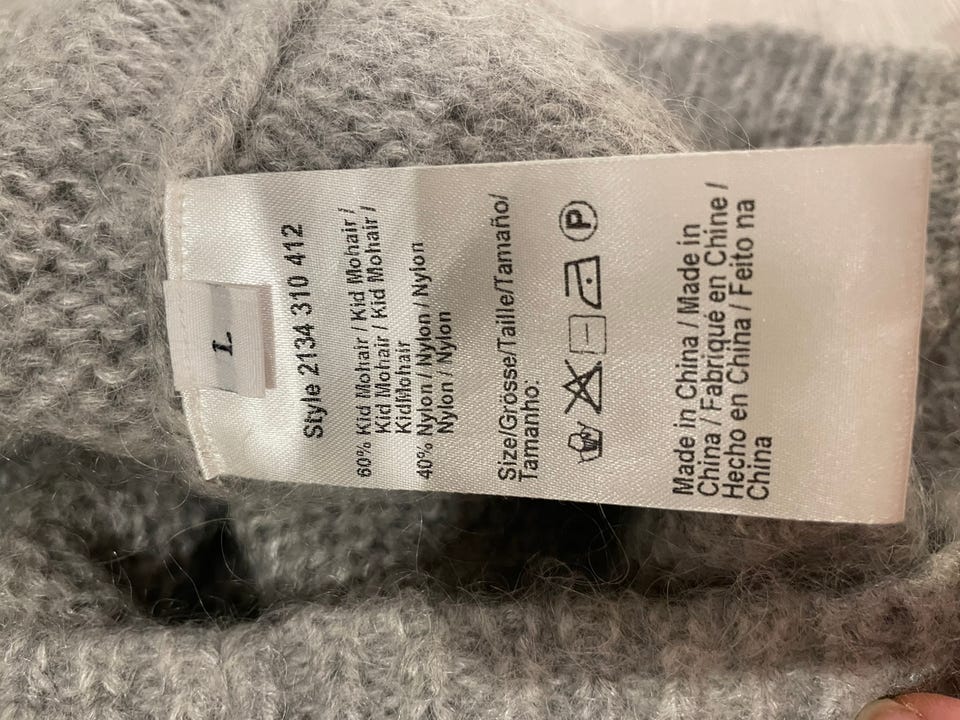 L
Style 2134 310 412
60% Kid Mohair / Kid Mohair /
Kid Mohair / Kid Mohair /
KidMohair
40% Nylon / Nylon / Nylon
Nylon / Nylon
Size/Grösse/Taille/Tamaño/
Tamanho:
P
Made in China / Made in
China / Fabriqué en Chine /
Hecho en China / Feito na
China